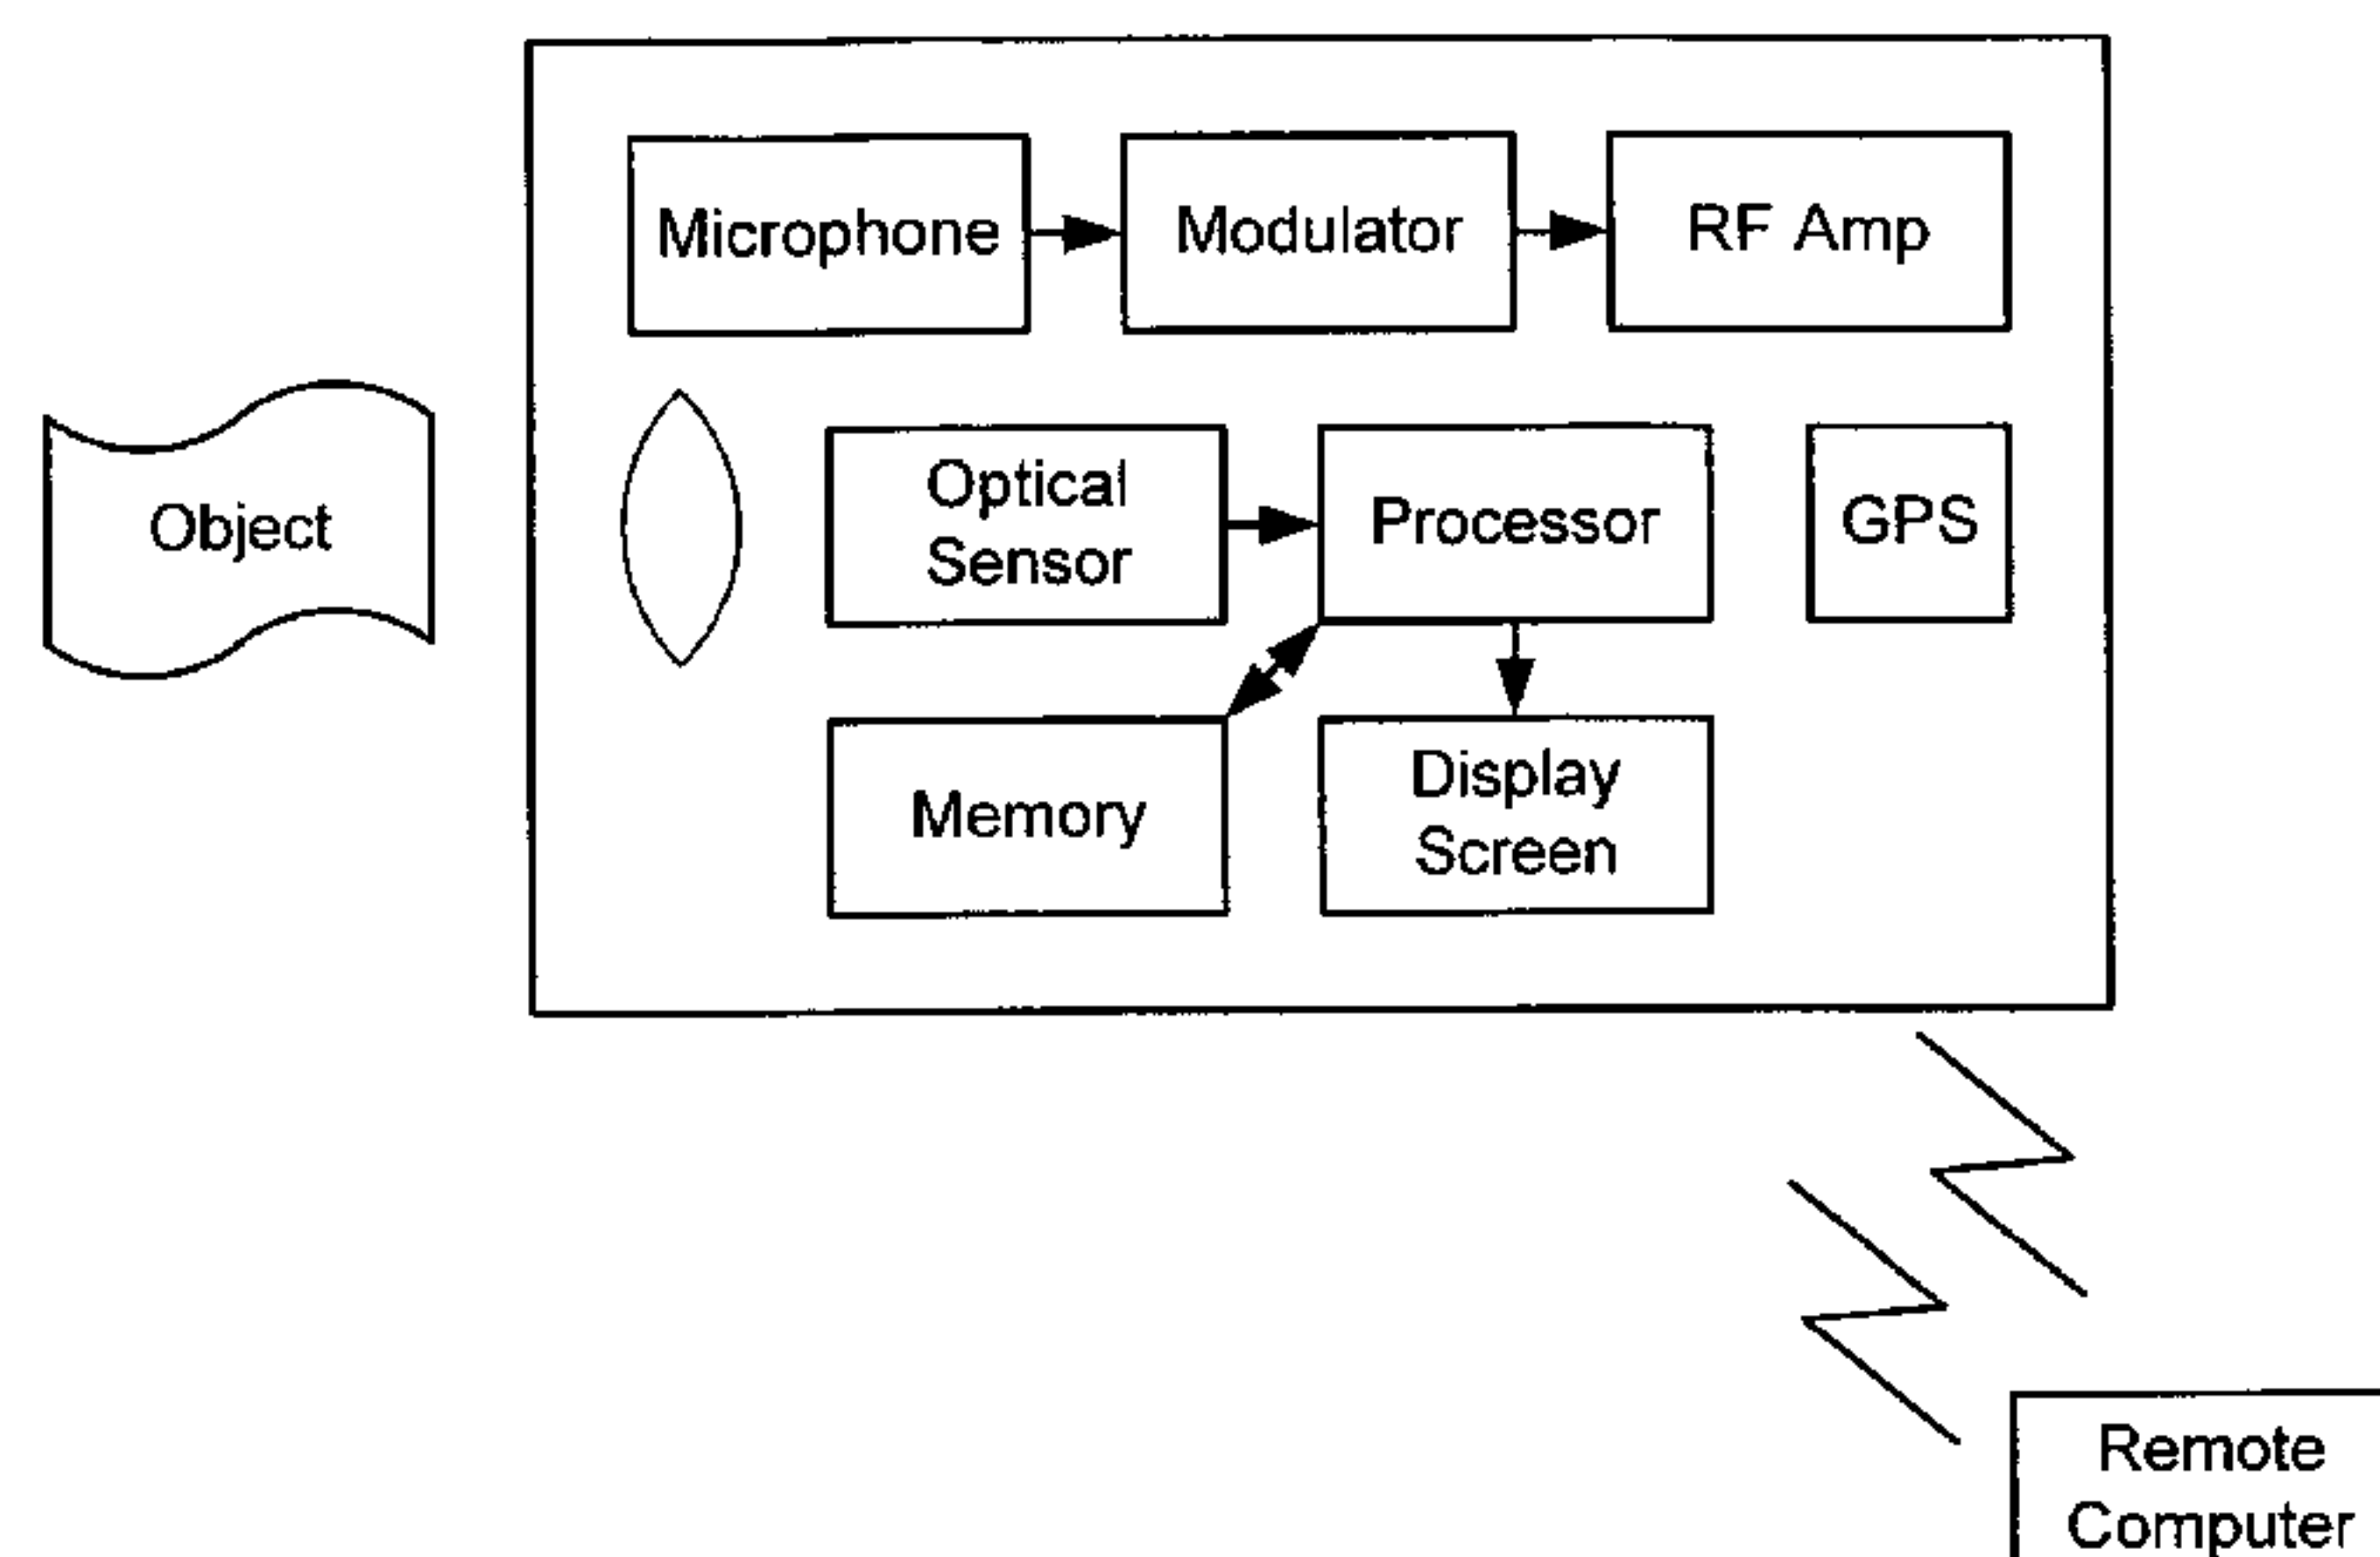 Microphone
Modulator
RF Amp
Object
Optical
Sensor
Processor
GPS
Memory
Display
Screen
Remote
Computer